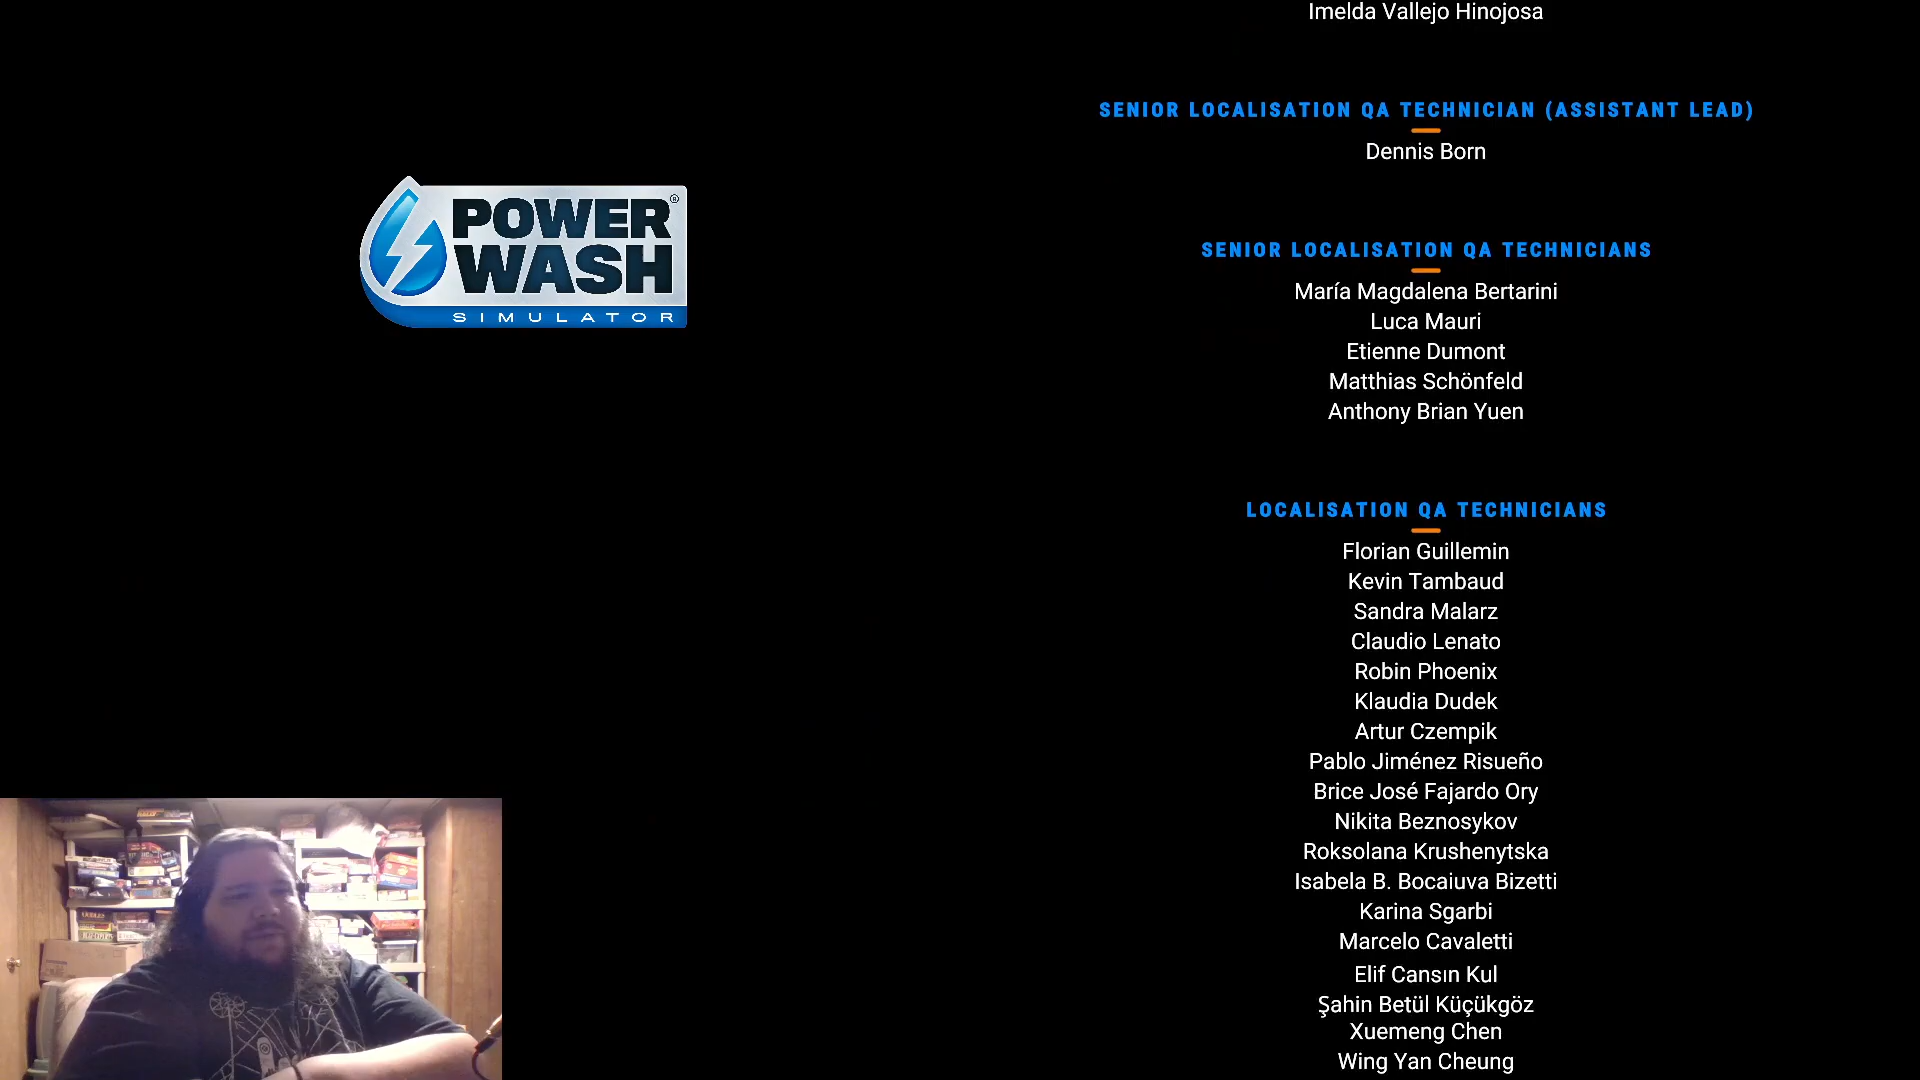 POWER
WASH
®
SIMULATOR
Imelda Vallejo Hinojosa
SENIOR LOCALISATION QA TECHNICIAN (ASSISTANT LEAD)
Dennis Born
SENIOR LOCALISATION QA TECHNICIANS
María Magdalena Bertarini
Luca Mauri
Etienne Dumont
Matthias Schönfeld
Anthony Brian Yuen
LOCALISATION QA TECHNICIANS
Florian Guillemin
Kevin Tambaud
Sandra Malarz
Claudio Lenato
Robin Phoenix
Klaudia Dudek
Artur Czempik
Pablo Jiménez Risueño
Brice José Fajardo Ory
Nikita Beznosykov
Roksolana Krushenytska
Isabela B. Bocaiuva Bizetti
Karina Sgarbi
Marcelo Cavaletti
Elif Cansın Kul
Şahin Betül Küçükgöz
Xuemeng Chen
Wing Yan Cheung